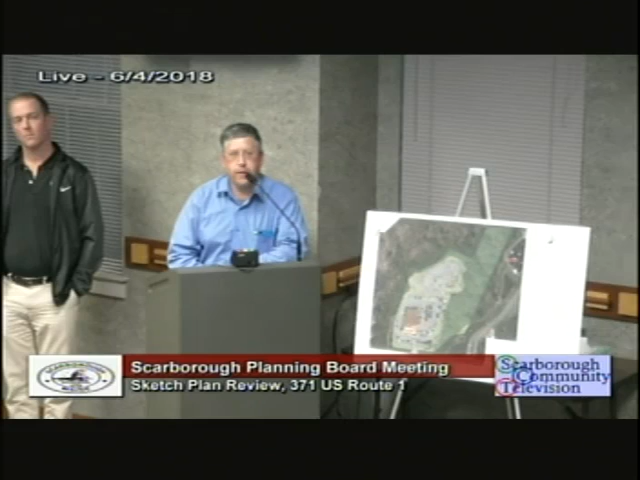 Live - 6/4/2018
Scarborough Planning Board Meeting
Sketch Plan Review, 371 US Route 1
Scarborough
Community
Television